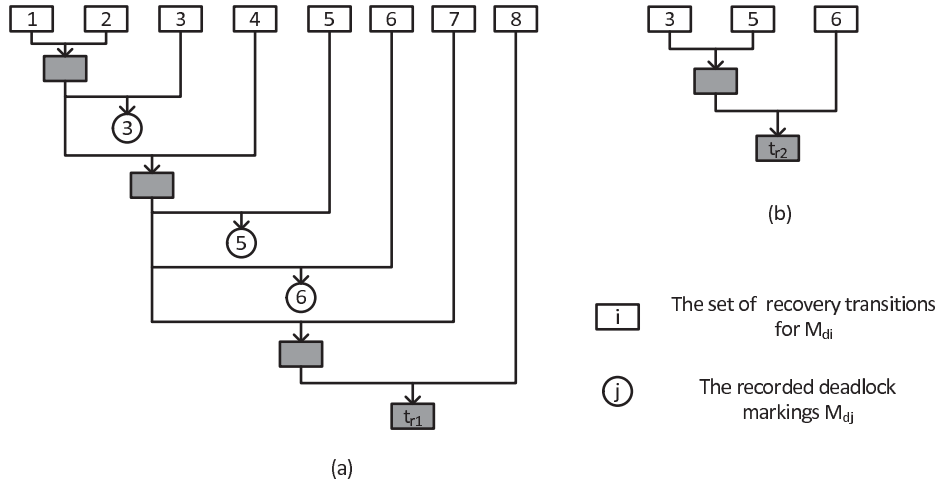 1 2 3 4 5 6 7 8
3
5
6
t_r1
(a)
3 5 6
t_r2
(b)
i The set of recovery transitions
for M_di
j The recorded deadlock
markings M_dj